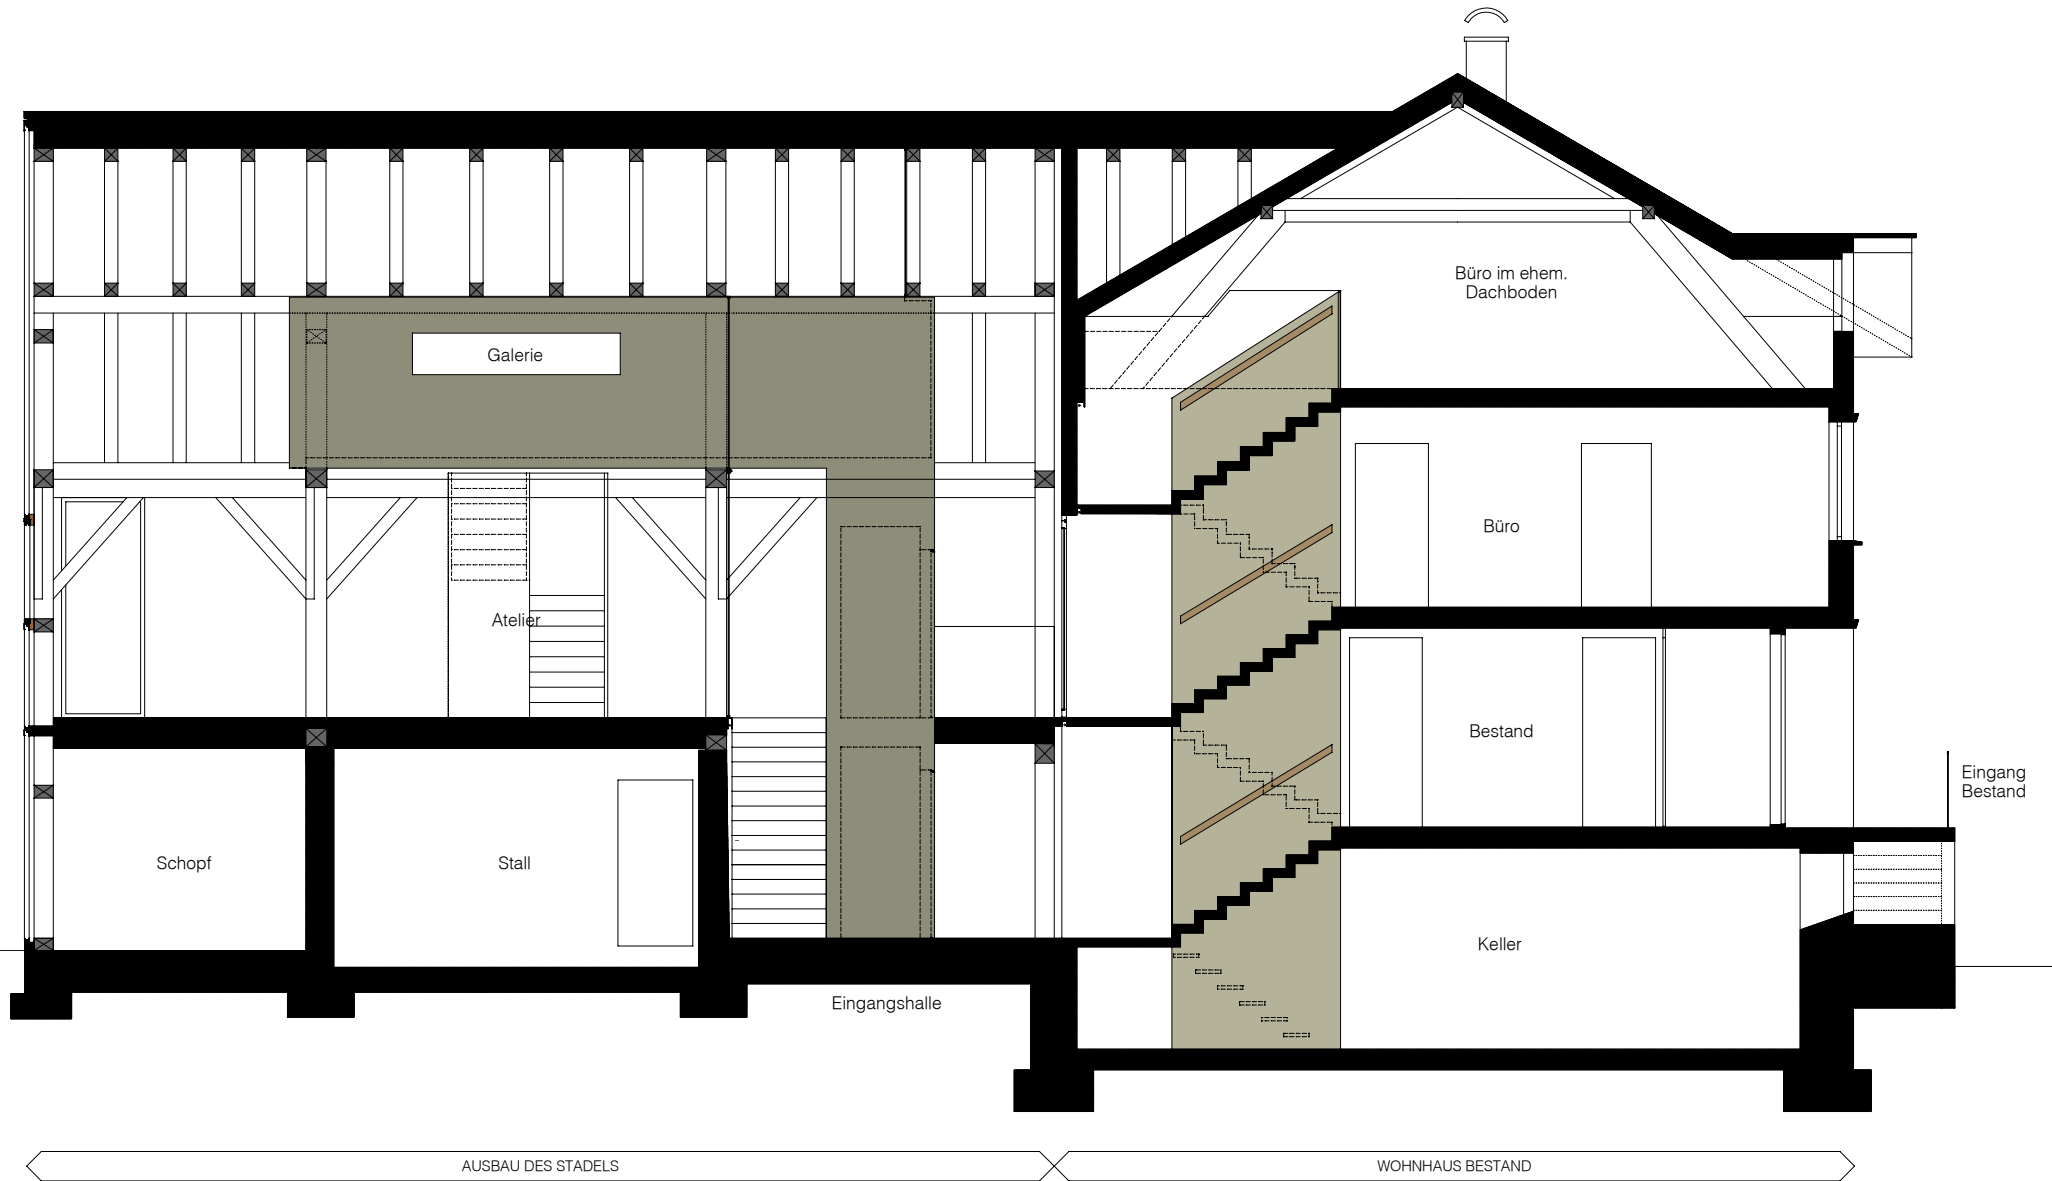 Büro im ehem.
Dachboden
Galerie
Büro
Atelier
Bestand
Eingang
Bestand
Schopf
Stall
Keller
Eingangshalle
AUSBAU DES STADELS
WOHNHAUS BESTAND